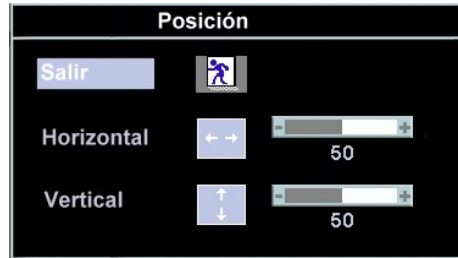 Posición
Salir
Horizontal
- +
50
Vertical
- +
50